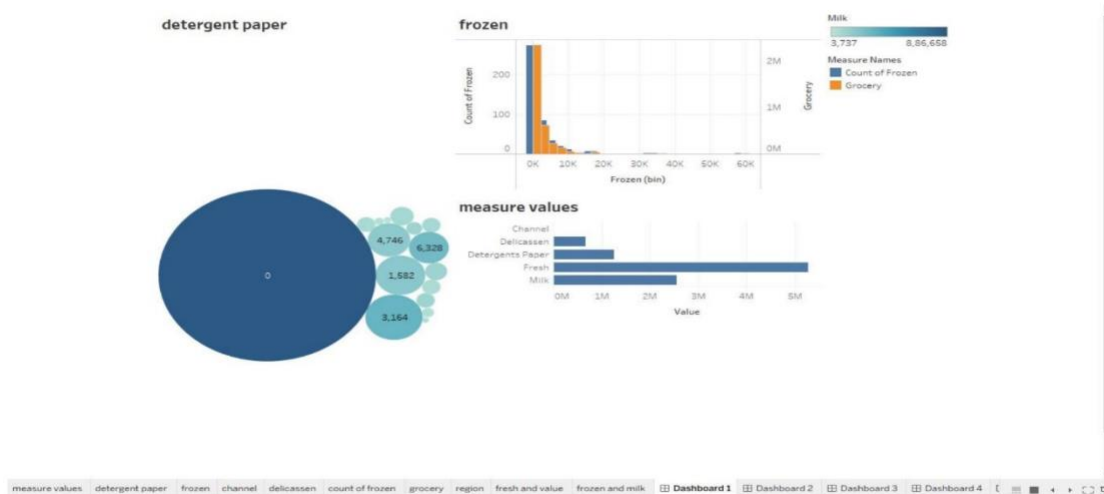 detergent paper
0
4,746
6,328
1,582
3,164
frozen
Count of Frozen
200
100
0
2M
1M
0M
Grocery
0K 10K 20K 30K 40K 50K 60K
Frozen (bin)
Milk
3,737 8,86,658
Measure Names
Count of Frozen
Grocery
measure values
Channel
Delicassen
Detergents Paper
Fresh
Milk
0M 1M 2M 3M 4M 5M
Value
measure values detergent paper frozen channel delicassen count of frozen grocery region fresh and value frozen and milk Dashboard 1 Dashboard 2 Dashboard 3 Dashboard 4